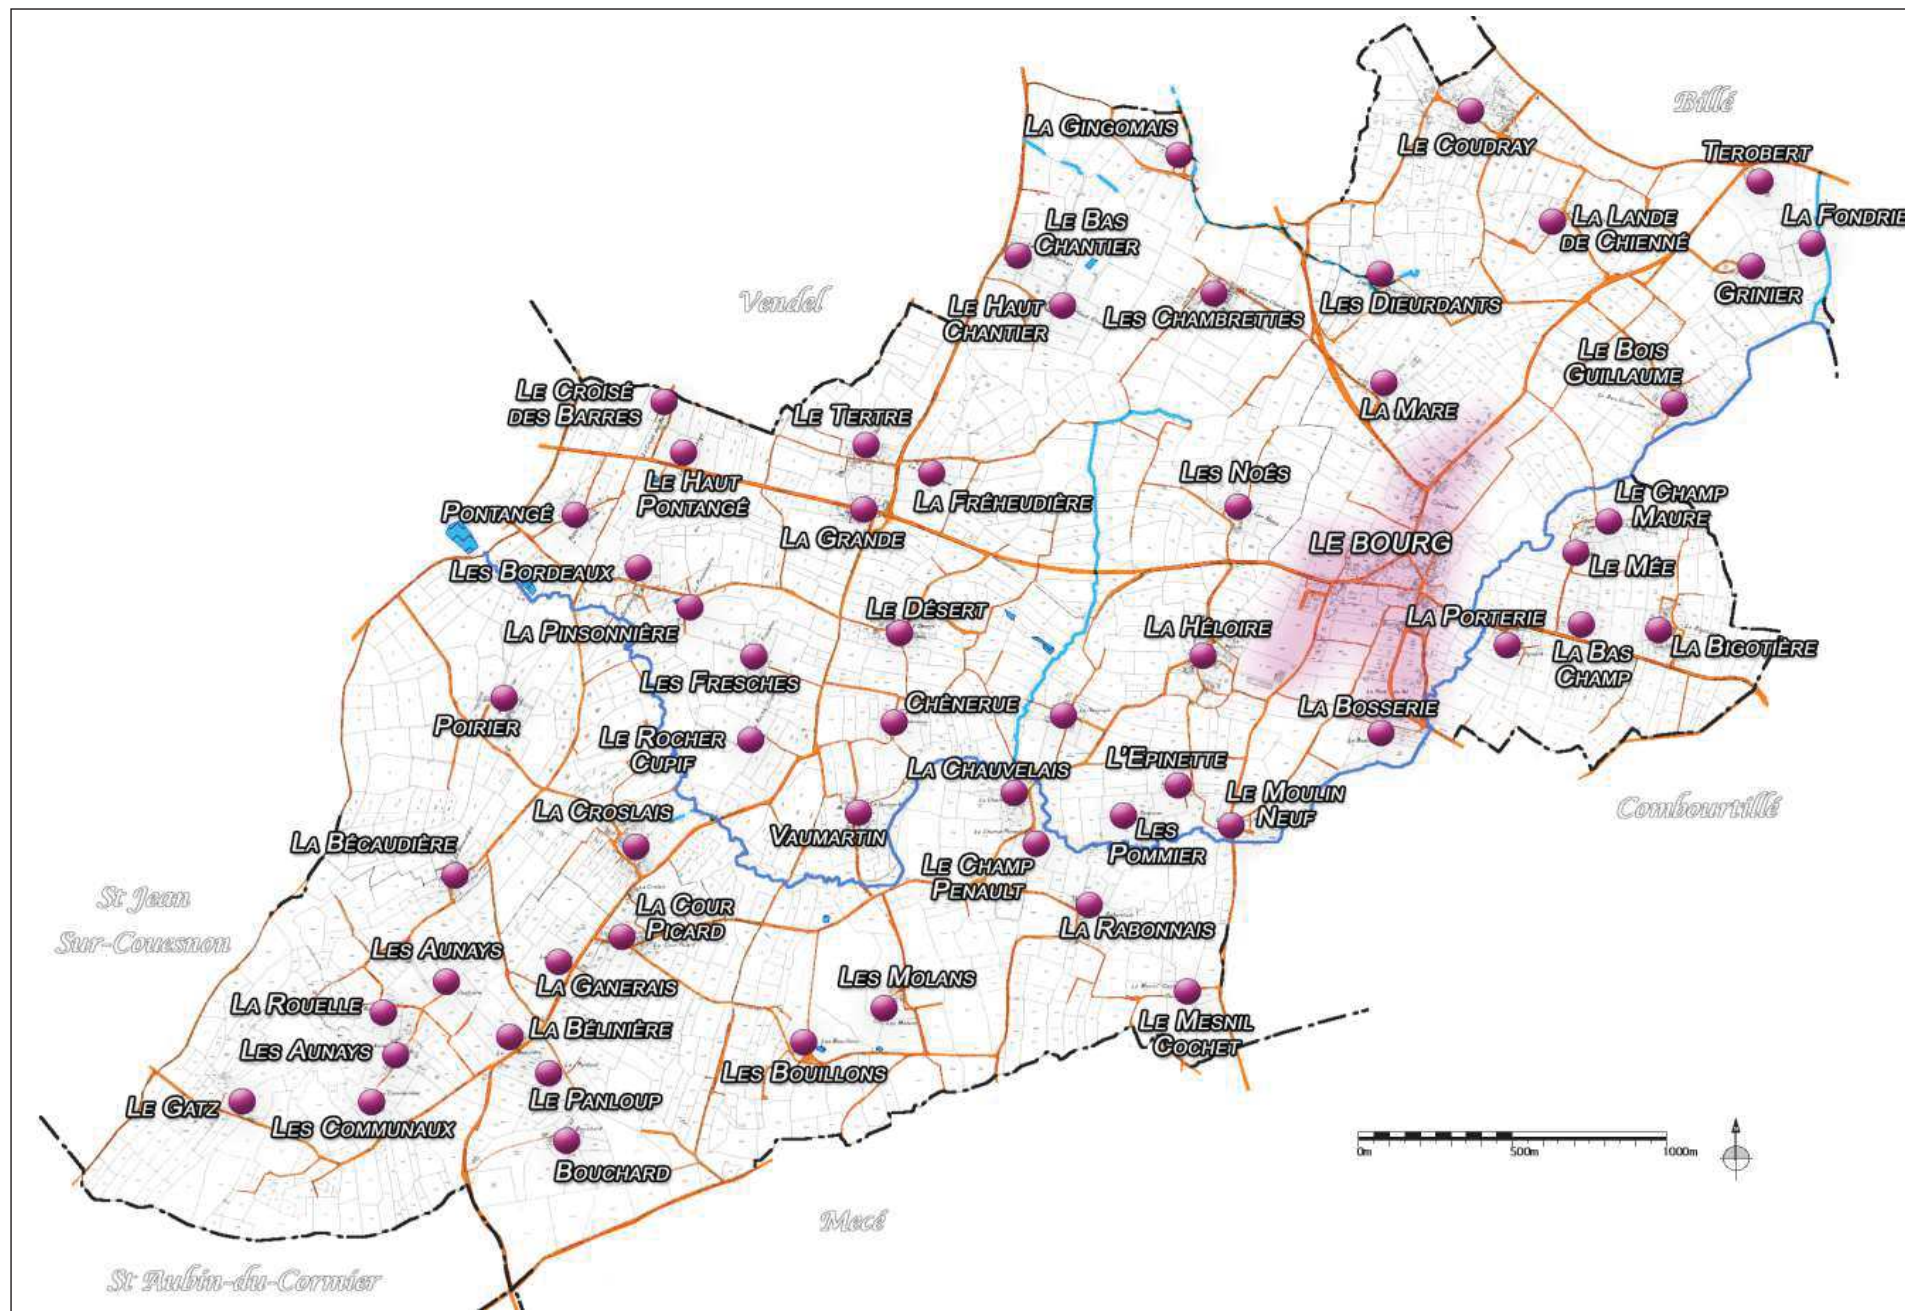 Billé
La Gingomais
Le Coudray
Terobert
La Lande
de Chienné
La Fondrie
Le Bas
Chantier
Grinier
Vendel
Le Haut
Chantier
Les Chambrettes
Les Dieurdants
Le Bois
Guillaume
Le Croisé
des Barres
Le Tertre
La Mare
Le Haut
Pontangé
Pontangé
La Fréheudière
Les Noés
Le Champ
Maure
La Grande
LE BOURG
Les Bordeaux
Le Mée
Le Désert
La Pinsonnière
La Héloire
La Porterie
La Bas
Champ
La Bigotière
Les Fresches
Poirier
Chênerue
La Bosserie
Le Rocher
Cupif
La Chauvelais
L'Epinette
Le Moulin
Neuf
Combourtillé
La Croslais
Vaumartin
Les
Pommier
La Bécaudière
Le Champ
Penault
St Jean
Sur-Couesnon
La Cour
Picard
La Rabonnais
Les Aunays
La Ganerais
Les Molans
La Rouelle
La Bélinière
Le Mesnil
Cochet
Les Aunays
Les Bouillons
Le Gatz
Les Communaux
Le Panloup
Bouchard
0m 500m 1000m
Mecé
St Aubin-du-Cormier